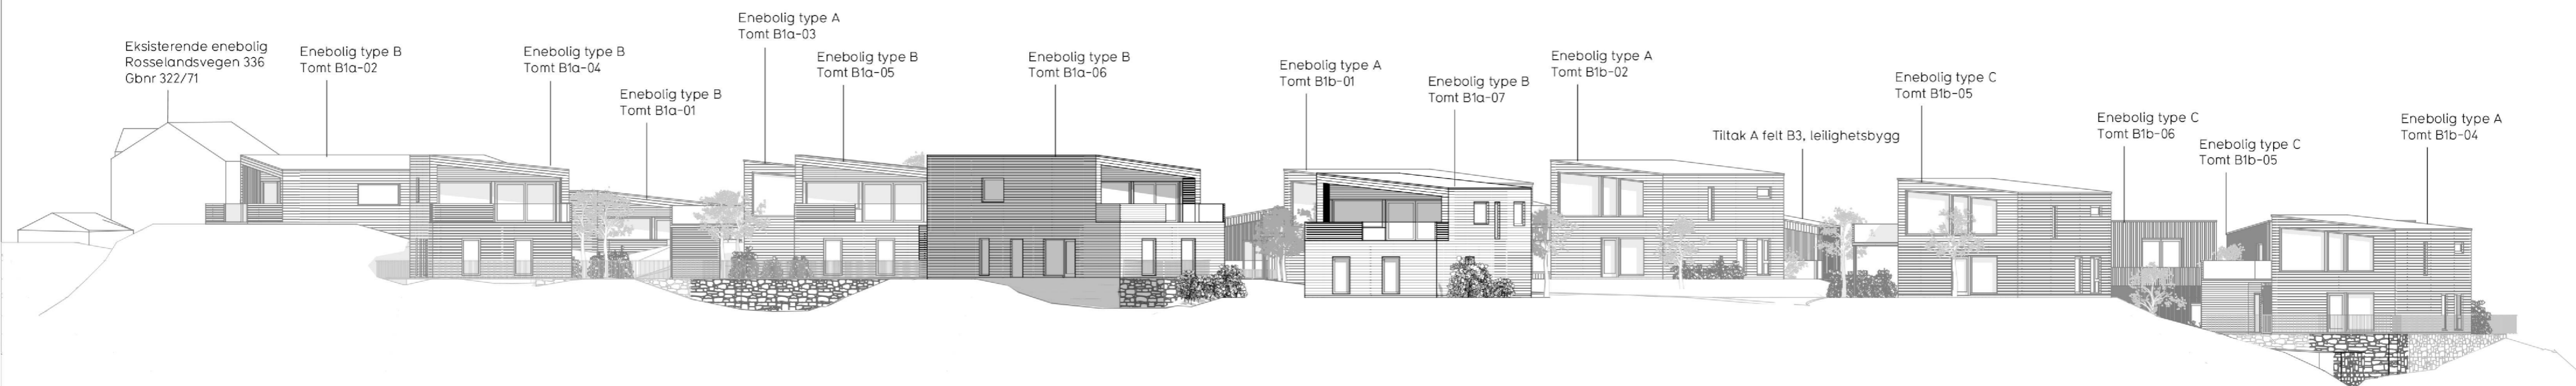 Eksisterende enebolig
Rosselandsvegen 336
Gbnr 322/71
Enebolig type B
Tomt B1a-02
Enebolig type B
Tomt B1a-04
Enebolig type B
Tomt B1a-01
Enebolig type A
Tomt B1a-03
Enebolig type B
Tomt B1a-05
Enebolig type B
Tomt B1a-06
Enebolig type A
Tomt B1b-01
Enebolig type B
Tomt B1a-07
Enebolig type A
Tomt B1b-02
Tiltak A felt B3, leilighetsbygg
Enebolig type C
Tomt B1b-05
Enebolig type C
Tomt B1b-06
Enebolig type C
Tomt B1b-05
Enebolig type A
Tomt B1b-04